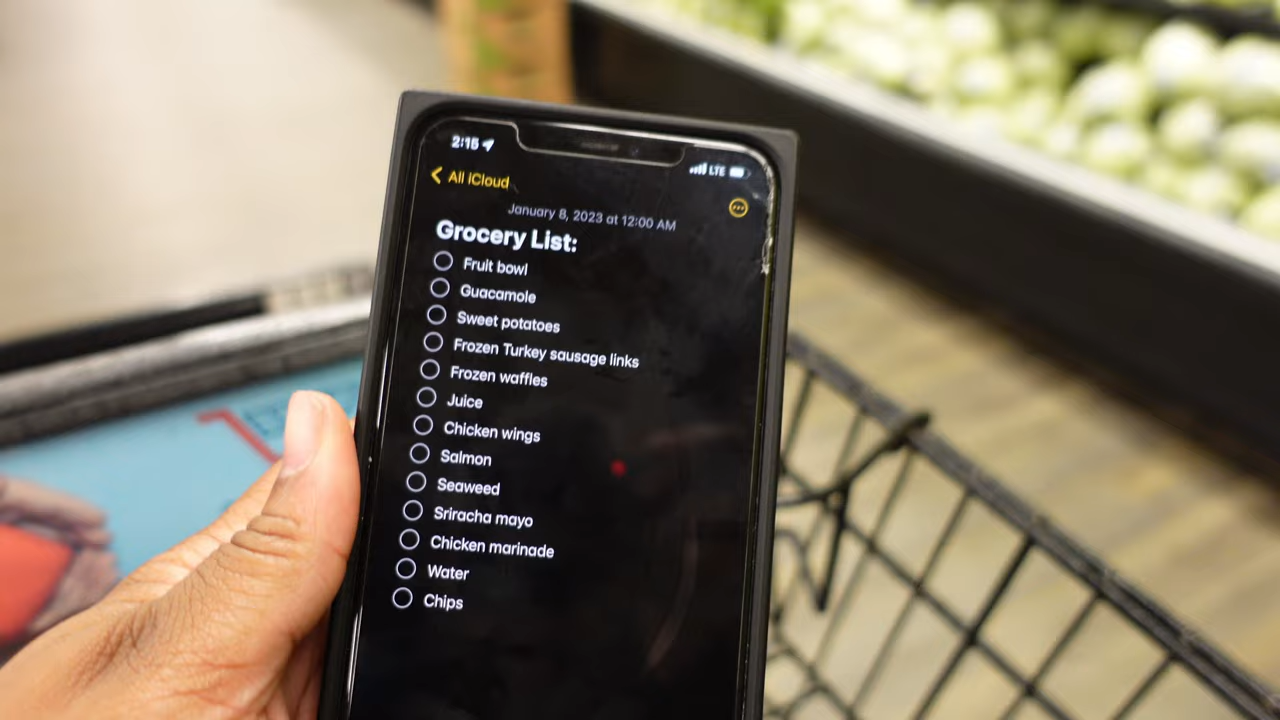 2:15
LTE
All iCloud
January 8, 2023 at 12:00 AM
Grocery List:
Fruit bowl
Guacamole
Sweet potatoes
Frozen Turkey sausage links
Frozen waffles
Juice
Chicken wings
Salmon
Seaweed
Sriracha mayo
Chicken marinade
Water
Chips